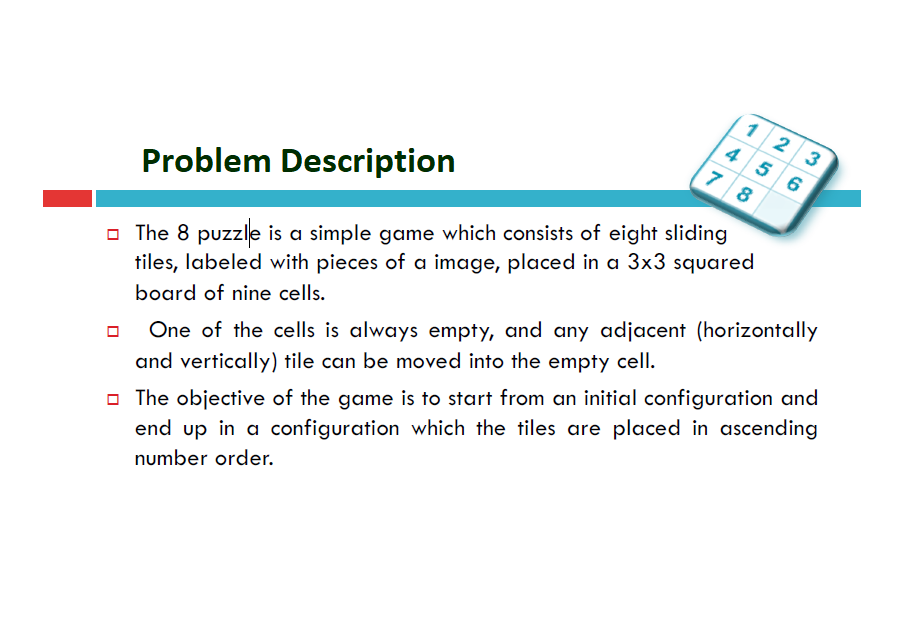 Problem Description
1 2 3
4 5 6
7 8
The 8 puzzle is a simple game which consists of eight sliding
tiles, labeled with pieces of a image, placed in a 3x3 squared
board of nine cells.
One of the cells is always empty, and any adjacent (horizontally
and vertically) tile can be moved into the empty cell.
The objective of the game is to start from an initial configuration and
end up in a configuration which the tiles are placed in ascending
number order.